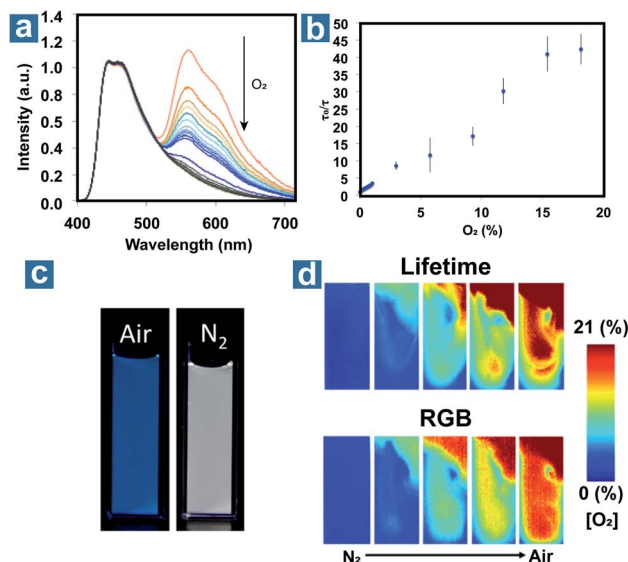 a
1.4
1.2
1.0
0.8
0.6
0.4
0.2
0.0
Intensity (a.u.)
O₂
400
500
600
700
Wavelength (nm)
b
50
45
40
35
30
25
20
15
10
5
0
τ₀/τ
0
5
10
15
20
O₂ (%)
c
Air
N₂
d
Lifetime
RGB
21 (%)
0 (%)
[O₂]
N₂
Air